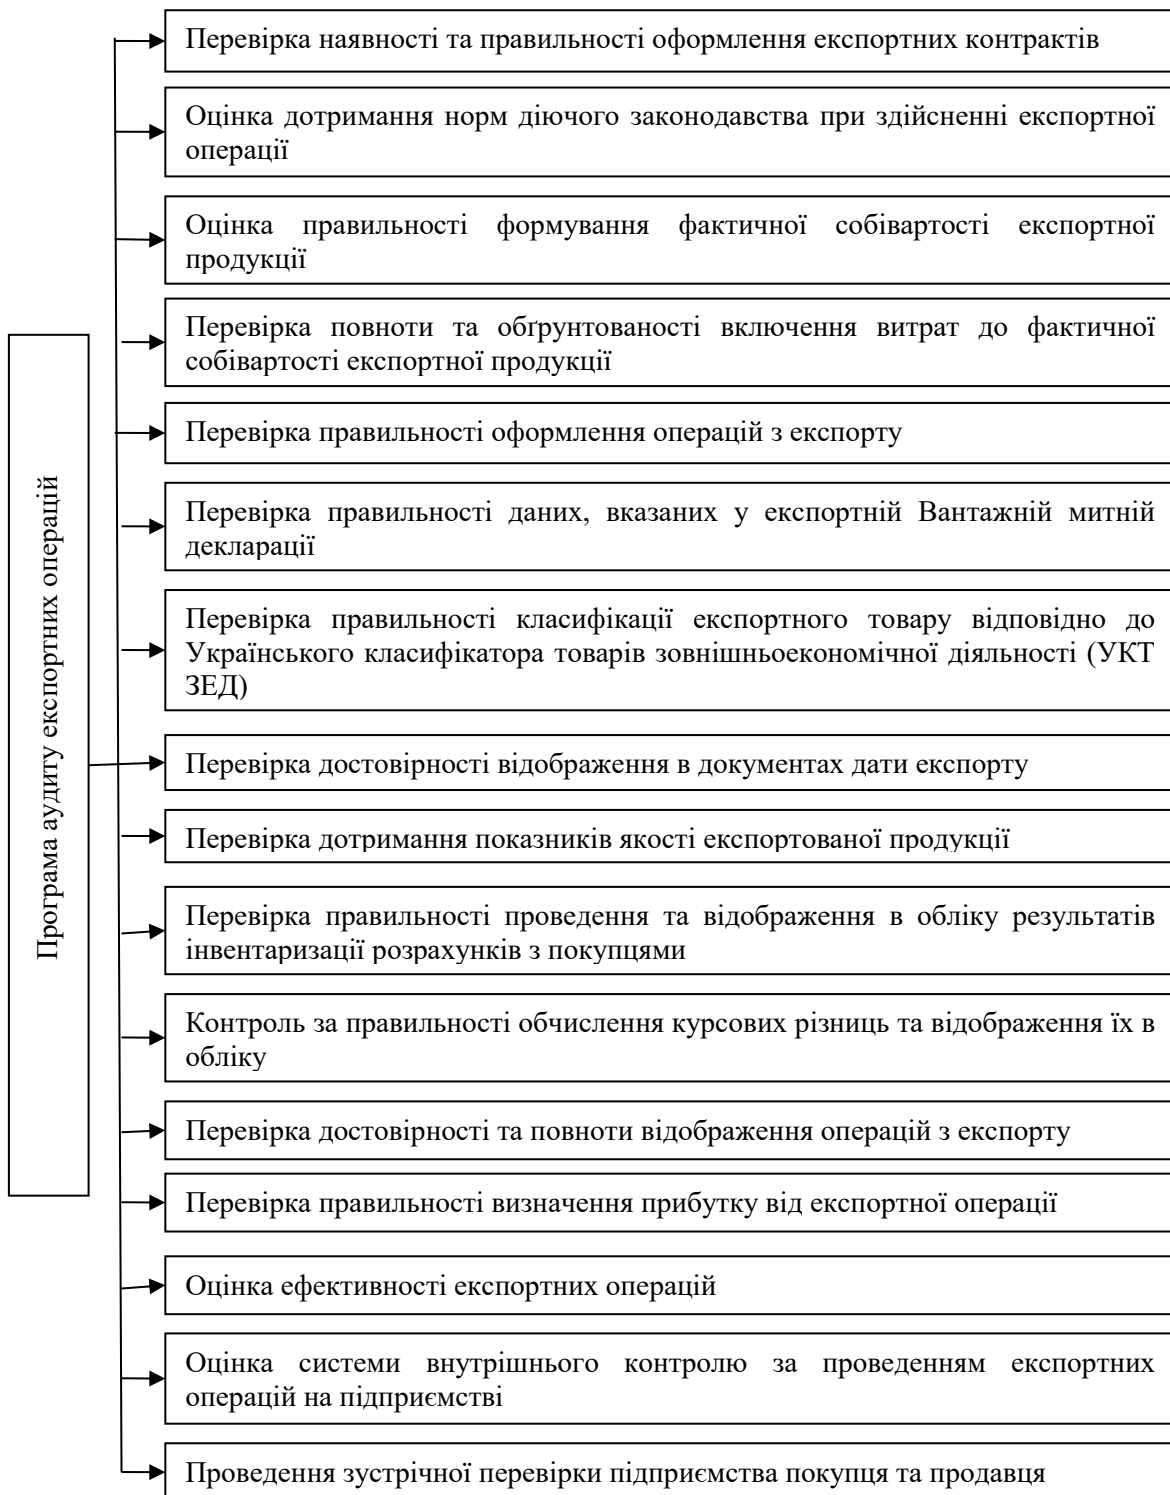 Програма аудиту експортних операцій
Перевірка наявності та правильності оформлення експортних контрактів
Оцінка дотримання норм діючого законодавства при здійсненні експортної
операції
Оцінка правильності формування фактичної собівартості експортної
продукції
Перевірка повноти та обґрунтованості включення витрат до фактичної
собівартості експортної продукції
Перевірка правильності оформлення операцій з експорту
Перевірка правильності даних, вказаних у експортній Вантажній митній
декларації
Перевірка правильності класифікації експортного товару відповідно до
Українського класифікатора товарів зовнішньоекономічної діяльності (УКТ
ЗЕД)
Перевірка достовірності відображення в документах дати експорту
Перевірка дотримання показників якості експортованої продукції
Перевірка правильності проведення та відображення в обліку результатів
інвентаризації розрахунків з покупцями
Контроль за правильності обчислення курсових різниць та відображення їх в
обліку
Перевірка достовірності та повноти відображення операцій з експорту
Перевірка правильності визначення прибутку від експортної операції
Оцінка ефективності експортних операцій
Оцінка системи внутрішнього контролю за проведенням експортних
операцій на підприємстві
Проведення зустрічної перевірки підприємства покупця та продавця